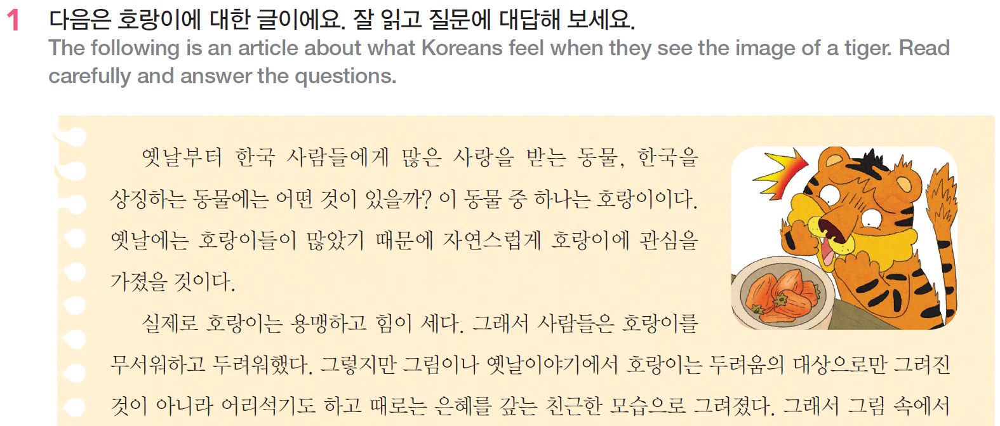 1 다음은 호랑이에 대한 글이에요. 잘 읽고 질문에 대답해 보세요.
The following is an article about what Koreans feel when they see the image of a tiger. Read
carefully and answer the questions.
옛날부터 한국 사람들에게 많은 사랑을 받는 동물, 한국을
상징하는 동물에는 어떤 것이 있을까? 이 동물 중 하나는 호랑이이다.
옛날에는 호랑이들이 많았기 때문에 자연스럽게 호랑이에 관심을
가졌을 것이다.
실제로 호랑이는 용맹하고 힘이 세다. 그래서 사람들은 호랑이를
무서워하고 두려워했다. 그렇지만 그림이나 옛날이야기에서 호랑이는 두려움의 대상으로만 그려진
것이 아니라 어리석기도 하고 때로는 은혜를 갚는 친근한 모습으로 그려졌다. 그래서 그림 속에서